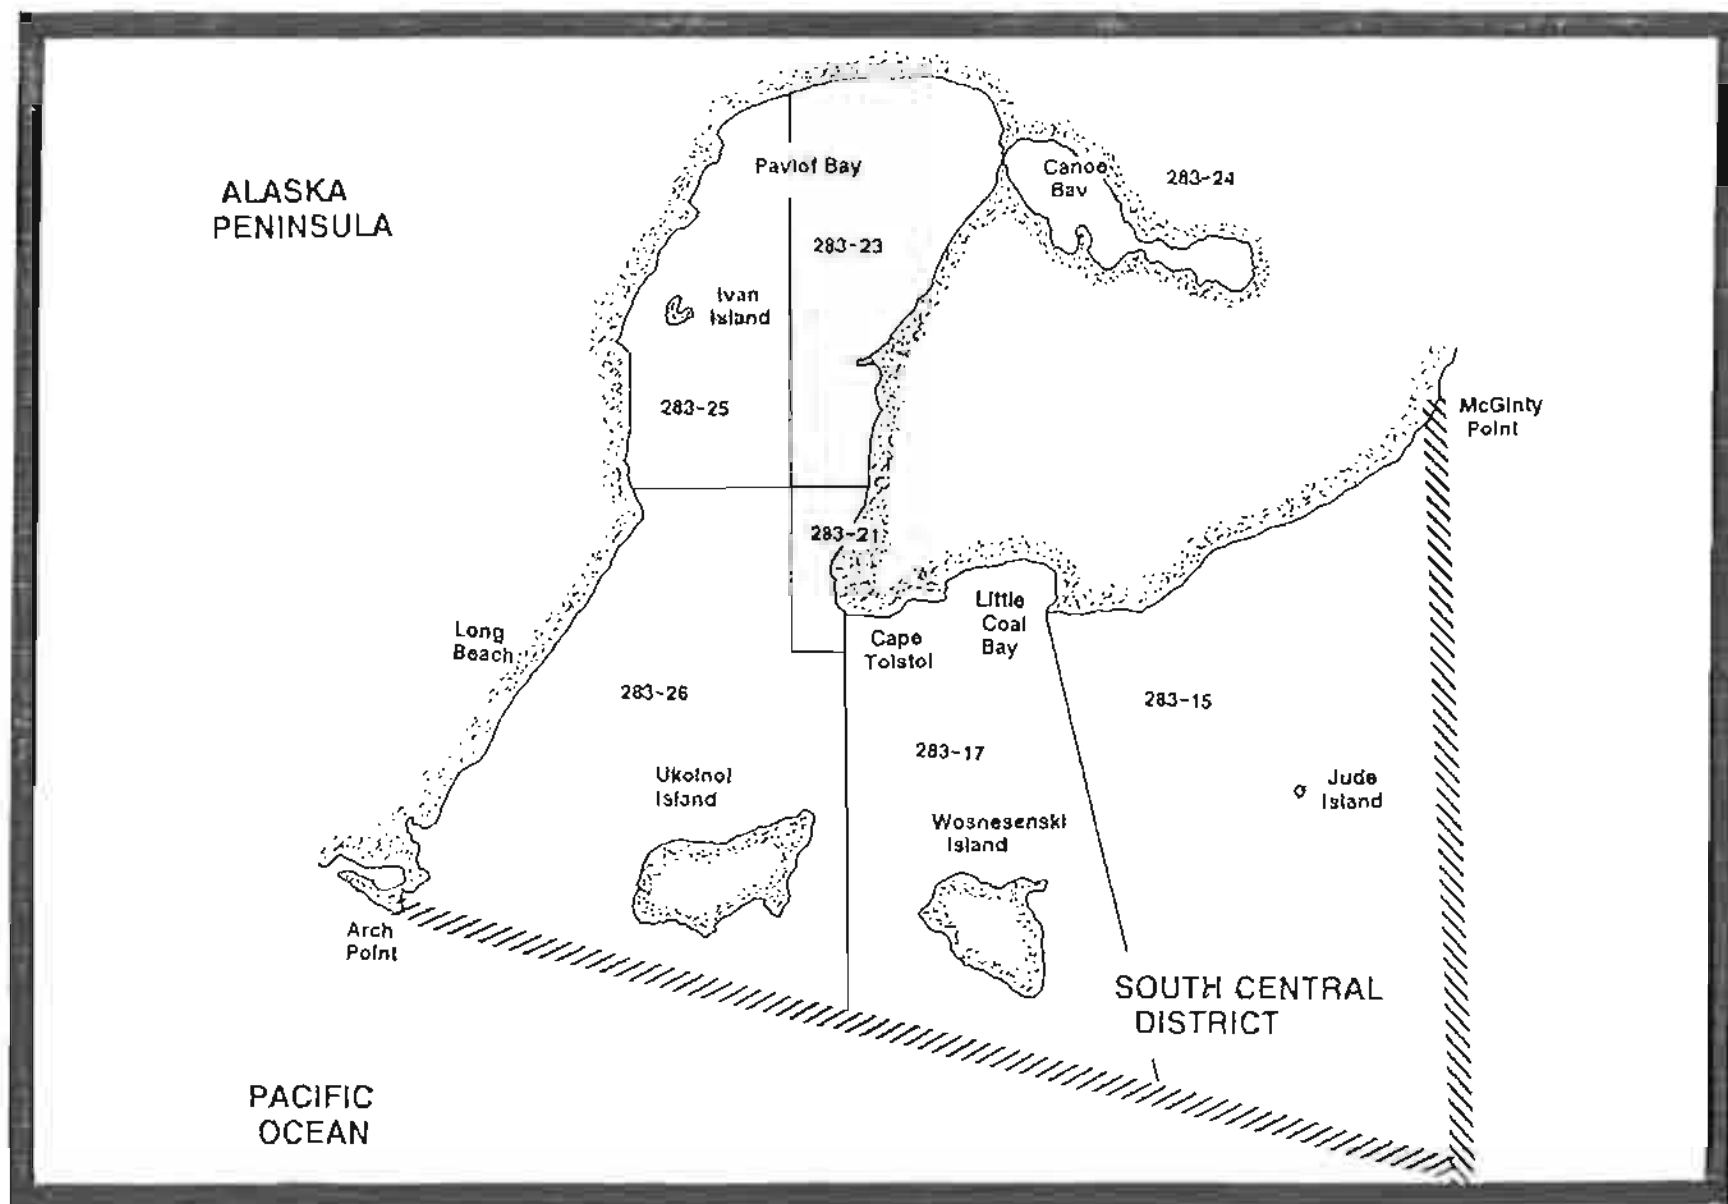 ALASKA
PENINSULA
Pavlof Bay
Canoe
Bay
283-24
283-23
Ivan
Island
283-25
McGinty
Point
283-21
Little
Coal
Bay
Long
Beach
Cape
Tolstoi
283-26
283-15
283-17
Ukolnoi
Island
Jude
Island
Wosnesenski
Island
Arch
Point
SOUTH CENTRAL
DISTRICT
PACIFIC
OCEAN